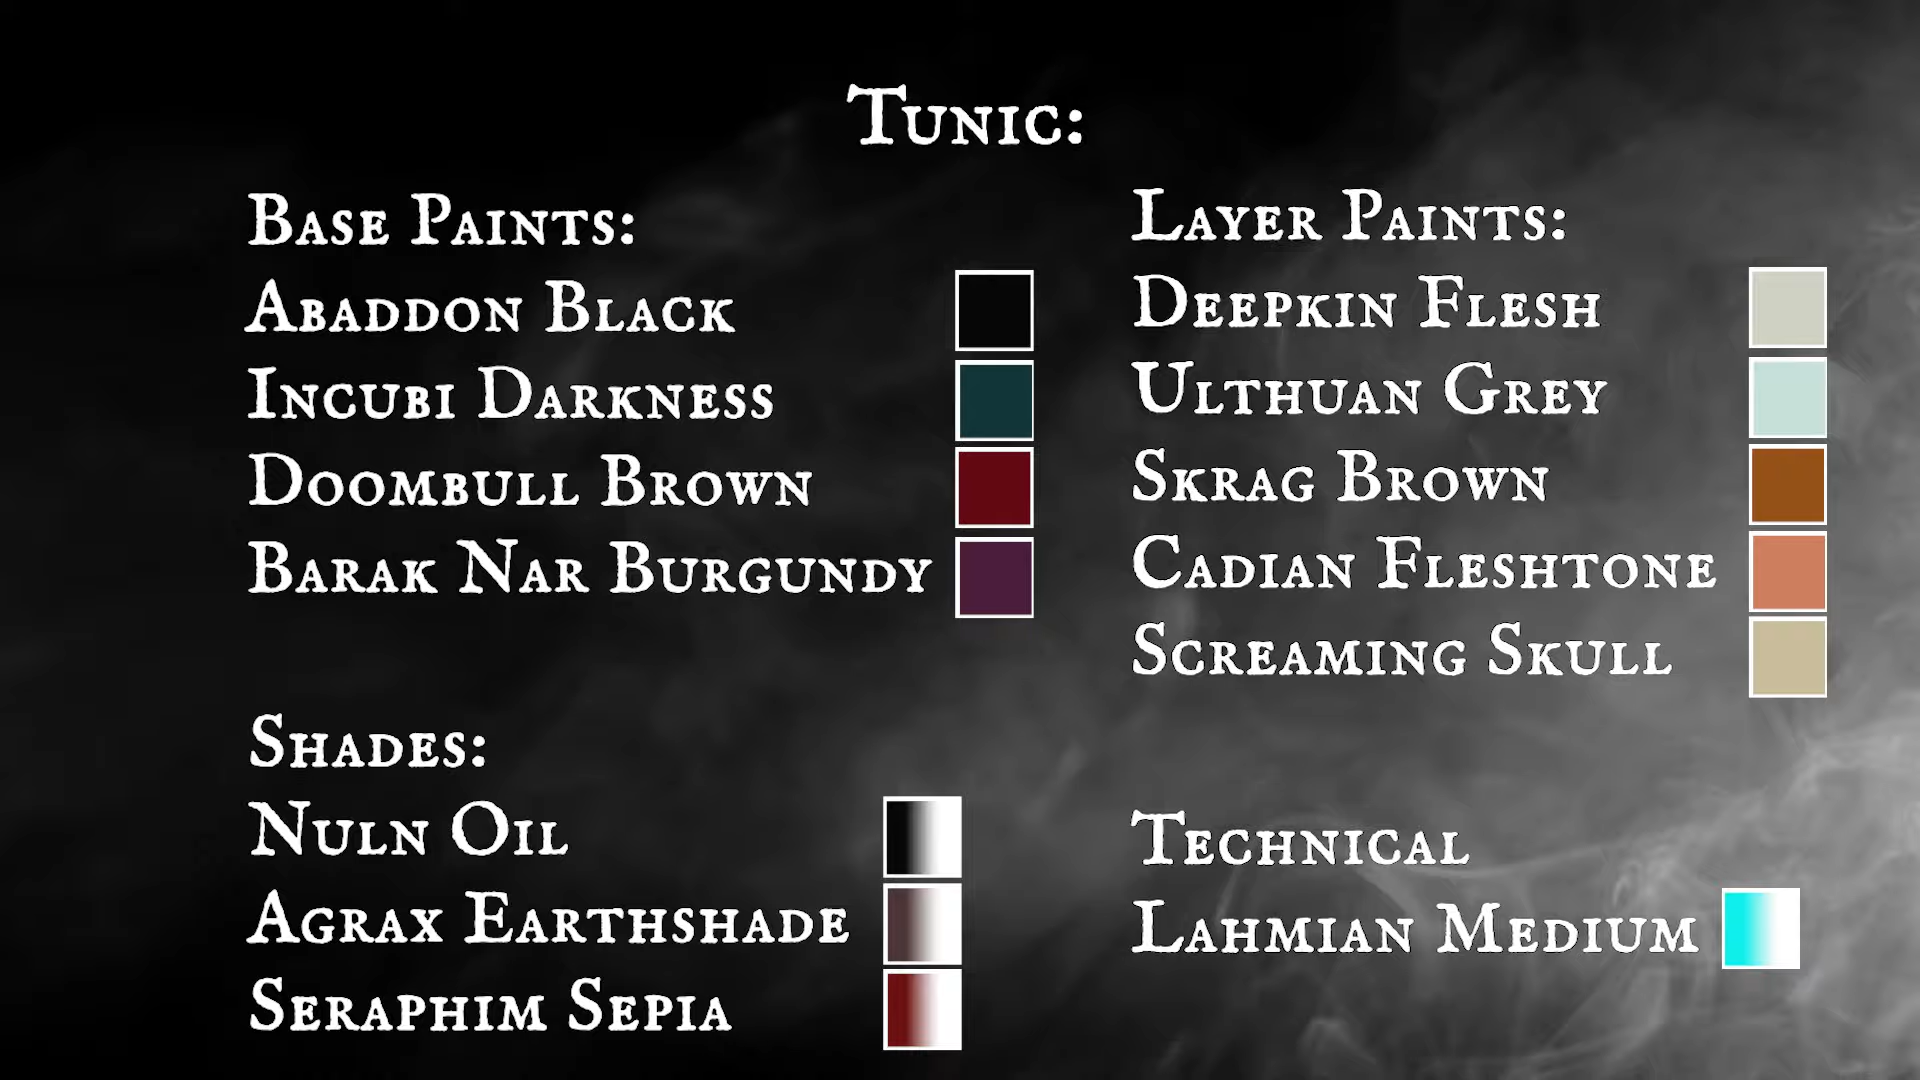 Tunic:
Base Paints:
Abaddon Black
Incubi Darkness
Doombull Brown
Barak Nar Burgundy
Shades:
Nuln Oil
Agrax Earthshade
Seraphim Sepia
Layer Paints:
Deepkin Flesh
Ulthuan Grey
Skrag Brown
Cadian Fleshtone
Screaming Skull
Technical
Lahmian Medium